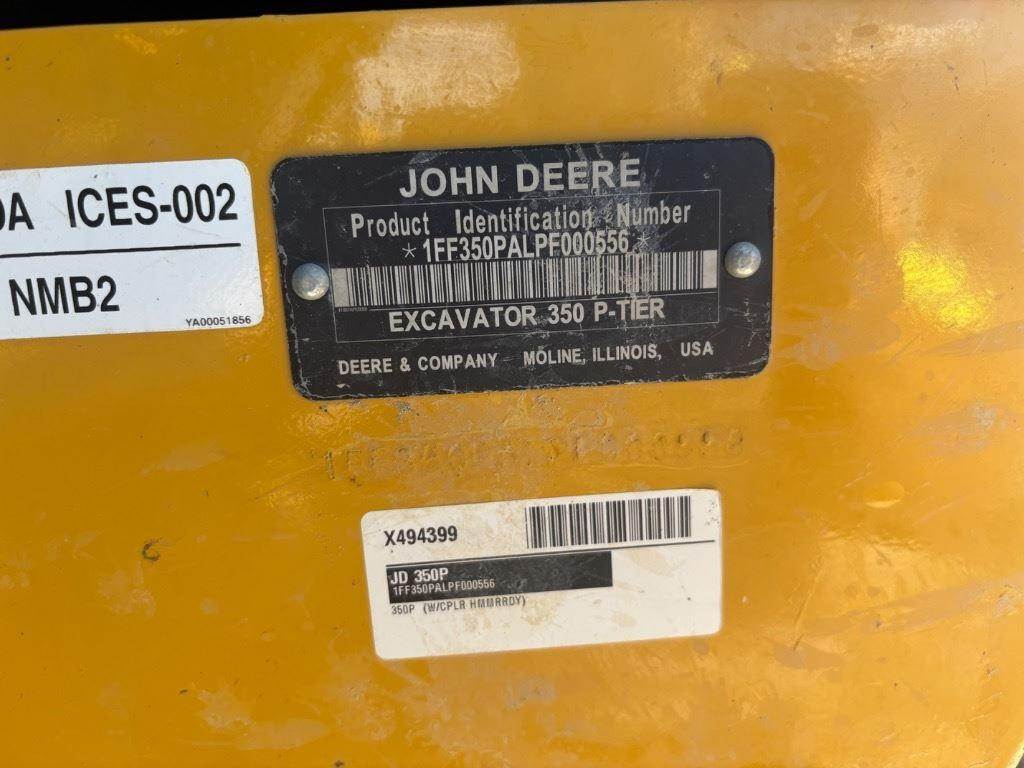 DA ICES-002
NMB2
YA00051856
JOHN DEERE
Product Identification Number
*1FF350PALPF000556*
EXCAVATOR 350 P-TIER
DEERE & COMPANY MOLINE, ILLINOIS, USA
X494399
JD 350P
1FF350PALPF000556
350P (W/CPLR HMMRRDY)